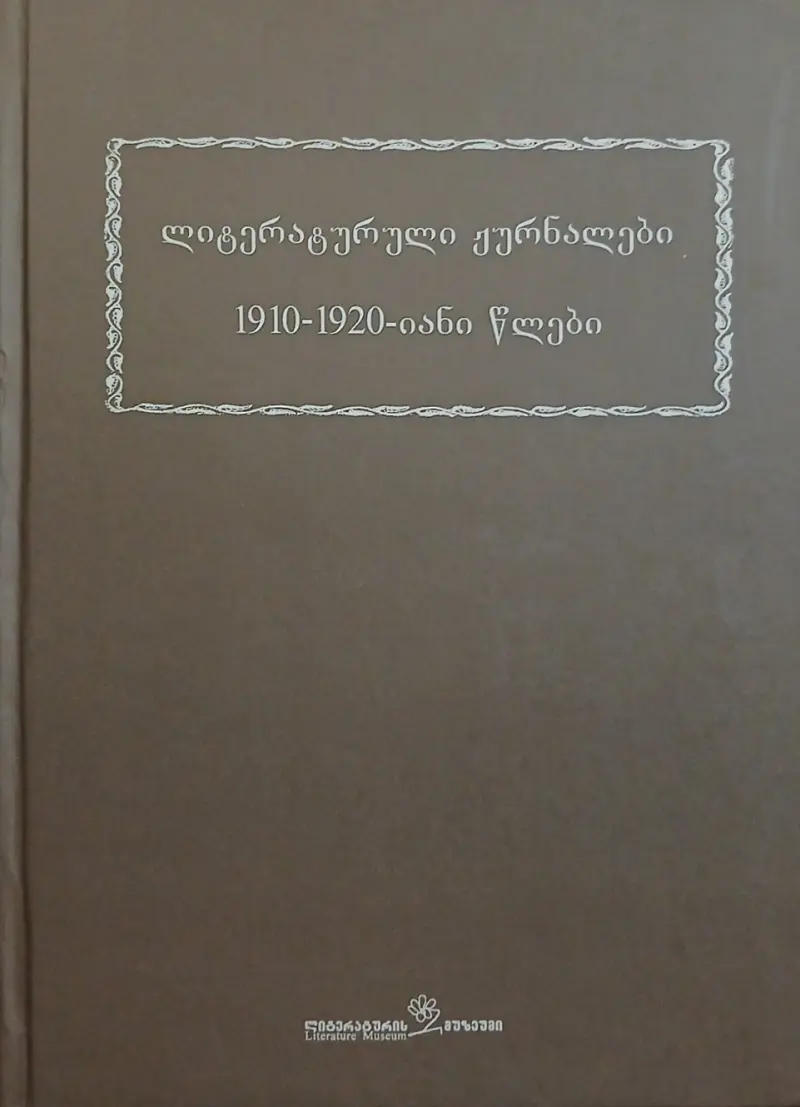 ლიტერატურული ჟურნალები
1910-1920-იანი წლები
ლიტერატურის მუზეუმი
Literature Museum